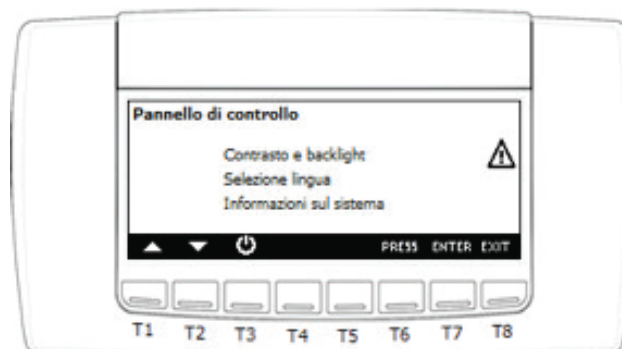 Pannello di controllo
Contrasto e backlight
Selezione lingua
Informazioni sul sistema
PRESS ENTER EXIT
T1 T2 T3 T4 T5 T6 T7 T8